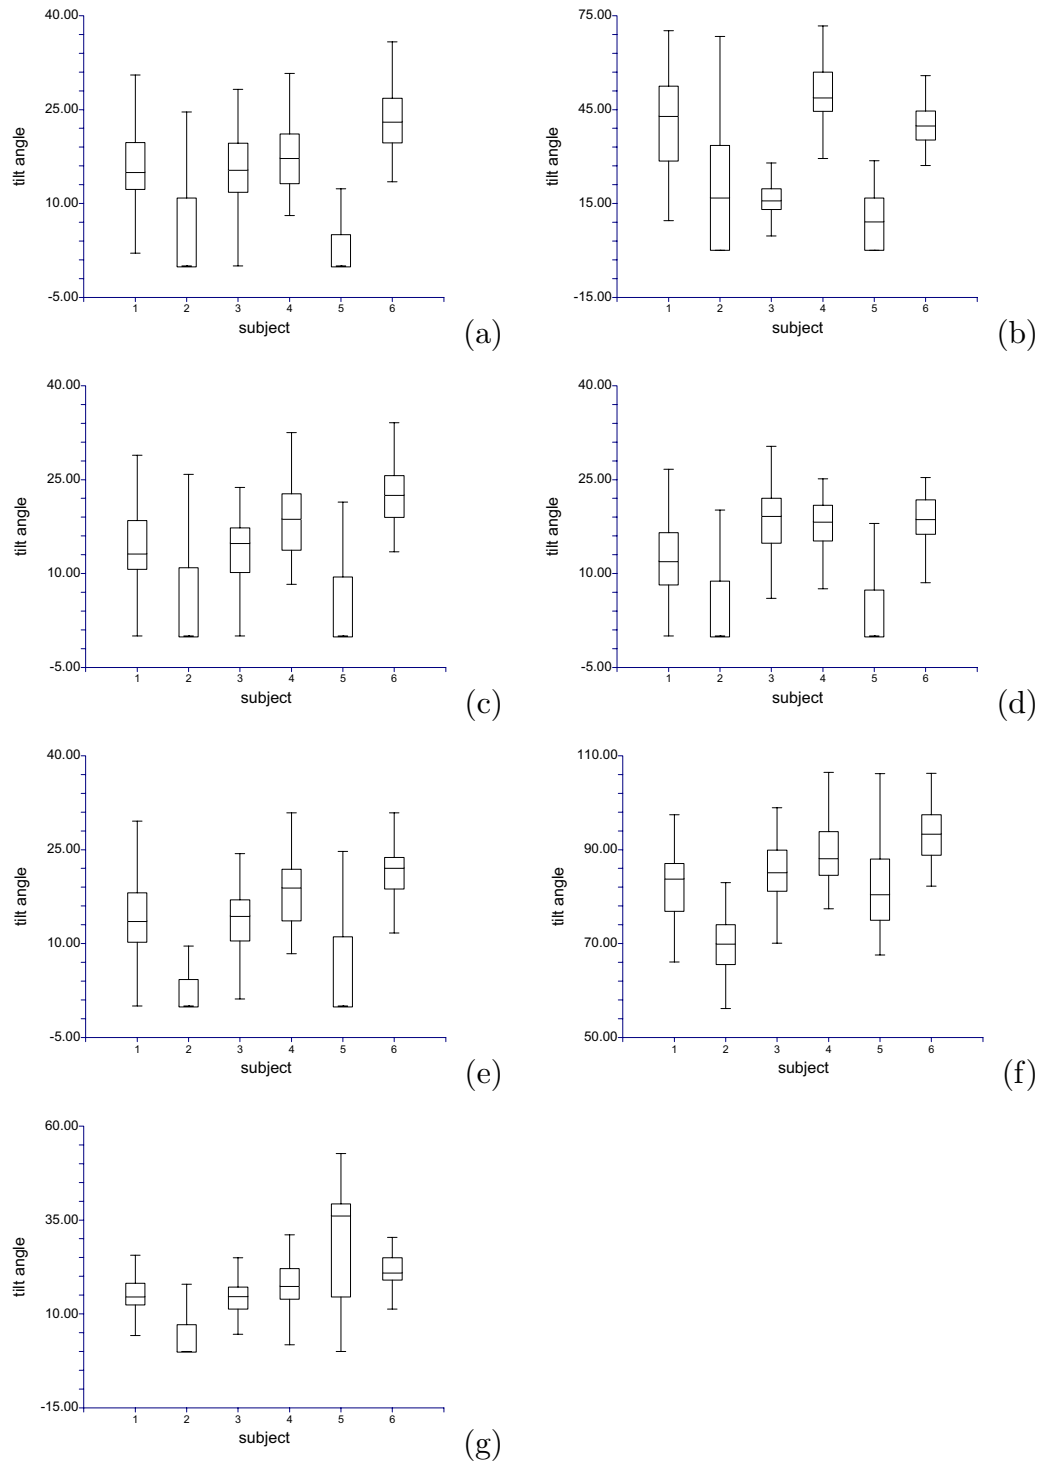 40.00
25.00
10.00
-5.00
tilt angle
1 2 3 4 5 6
subject
(a)
75.00
45.00
15.00
-15.00
tilt angle
1 2 3 4 5 6
subject
(b)
40.00
25.00
10.00
-5.00
tilt angle
1 2 3 4 5 6
subject
(c)
40.00
25.00
10.00
-5.00
tilt angle
1 2 3 4 5 6
subject
(d)
40.00
25.00
10.00
-5.00
tilt angle
1 2 3 4 5 6
subject
(e)
110.00
90.00
70.00
50.00
tilt angle
1 2 3 4 5 6
subject
(f)
60.00
35.00
10.00
-15.00
tilt angle
1 2 3 4 5 6
subject
(g)